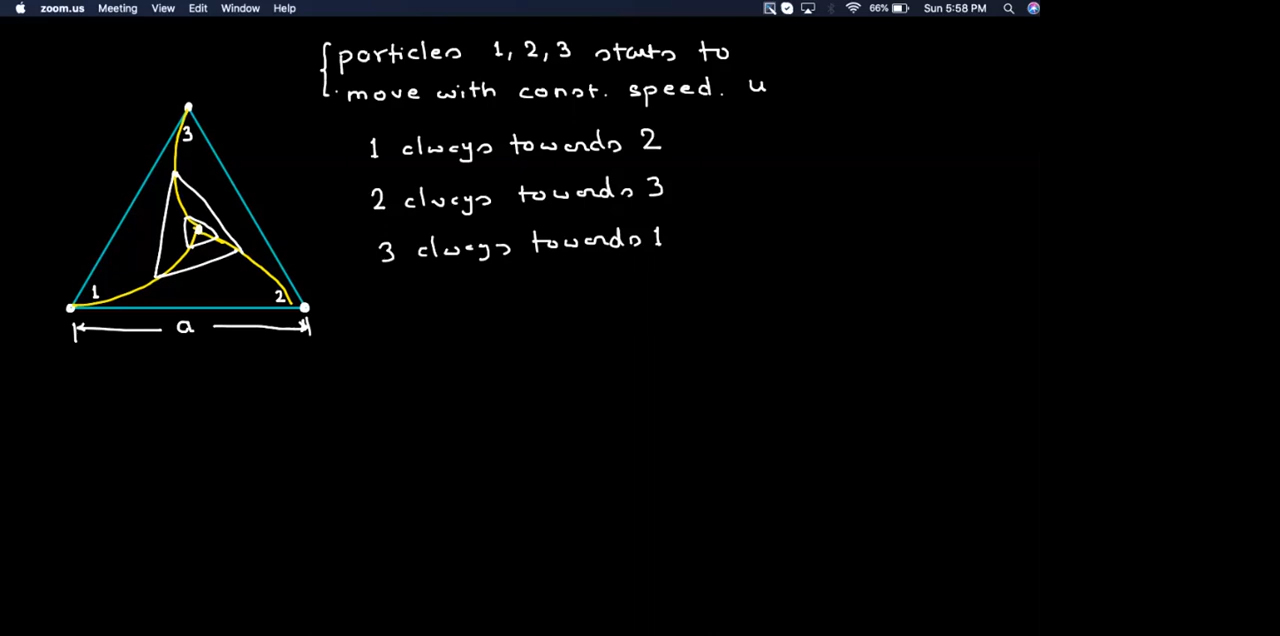 zoom.us Meeting View Edit Window Help 66% Sun 5:58 PM
particles 1, 2, 3 starts to
move with const. speed. u
1 always towards 2
2 always towards 3
3 always towards 1
3
1
2
a